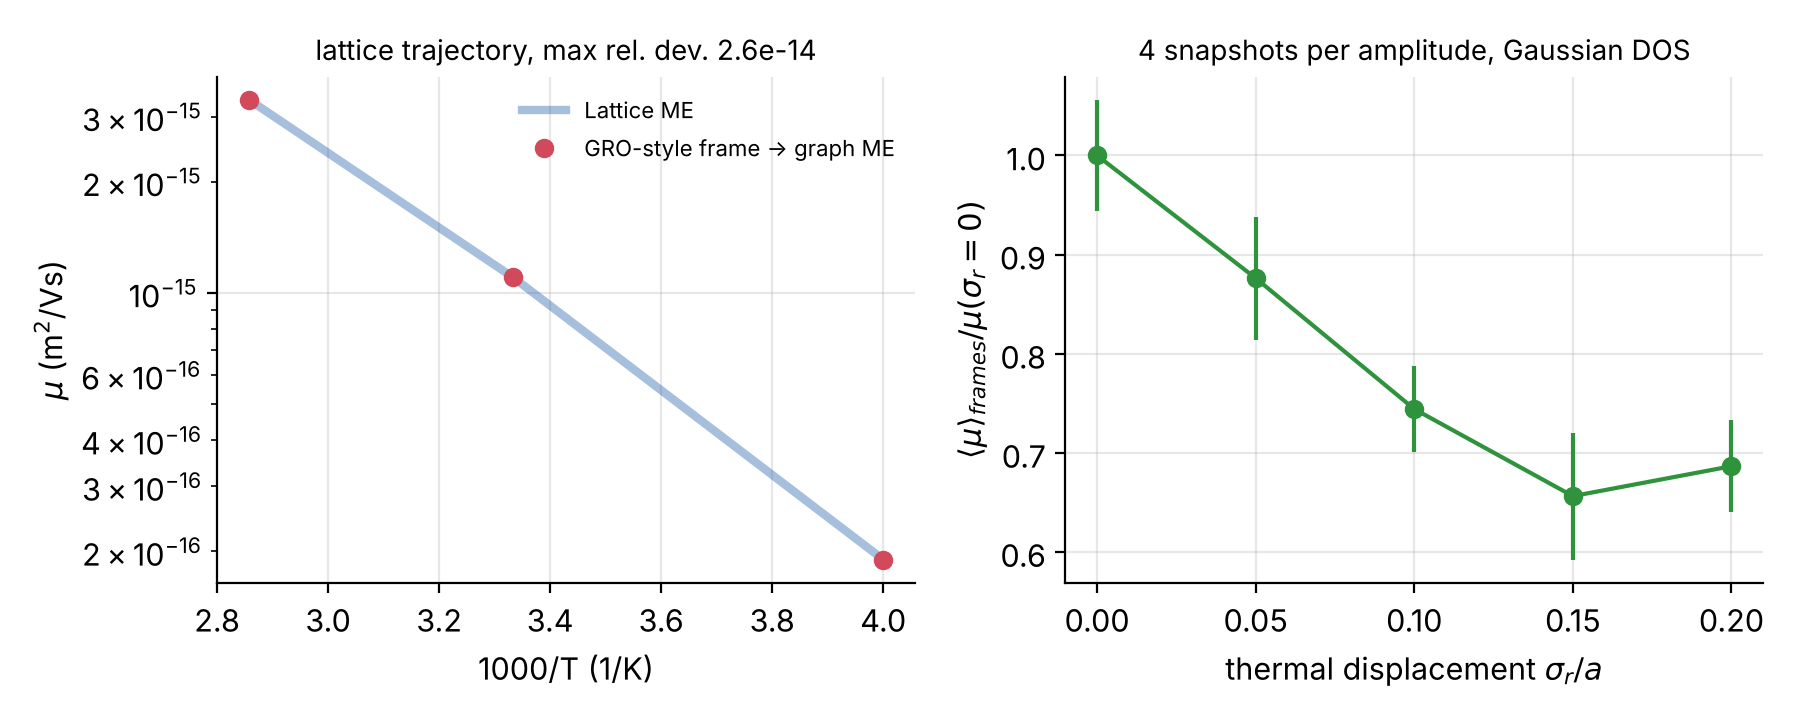 lattice trajectory, max rel. dev. 2.6e-14
Lattice ME
GRO-style frame → graph ME
3 × 10⁻¹⁵
2 × 10⁻¹⁵
10⁻¹⁵
6 × 10⁻¹⁶
4 × 10⁻¹⁶
3 × 10⁻¹⁶
2 × 10⁻¹⁶
μ (m²/Vs)
2.8 3.0 3.2 3.4 3.6 3.8 4.0
1000/T (1/K)
4 snapshots per amplitude, Gaussian DOS
1.0
0.9
0.8
0.7
0.6
⟨μ⟩frames/μ(σr = 0)
0.00 0.05 0.10 0.15 0.20
thermal displacement σr/a